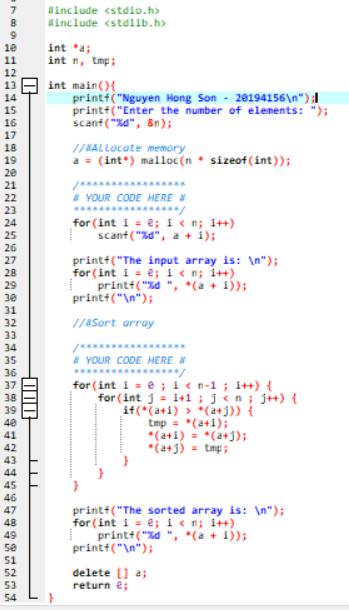 7 #include <stdio.h>
8 #include <stdlib.h>
9
10 int *a;
11 int n, tmp;
12
13 int main(){
14 printf("Nguyen Hong Son - 20194156\n");
15 printf("Enter the number of elements: ");
16 scanf("%d", &n);
17
18 //#ALLocate memory
19 a = (int*) malloc(n * sizeof(int));
20
21 /*****************
22 # YOUR CODE HERE #
23 *****************/
24 for(int i = 0; i < n; i++)
25 scanf("%d", a + i);
26
27 printf("The input array is: \n");
28 for(int i = 0; i < n; i++)
29 printf("%d ", *(a + i));
30 printf("\n");
31
32 //#Sort array
33
34 /*****************
35 # YOUR CODE HERE #
36 *****************/
37 for(int i = 0 ; i < n-1 ; i++) {
38 for(int j = i+1 ; j < n ; j++) {
39 if(*(a+i) > *(a+j)) {
40 tmp = *(a+i);
41 *(a+i) = *(a+j);
42 *(a+j) = tmp;
43 }
44 }
45 }
46
47 printf("The sorted array is: \n");
48 for(int i = 0; i < n; i++)
49 printf("%d ", *(a + i));
50 printf("\n");
51
52 delete [] a;
53 return 0;
54 }